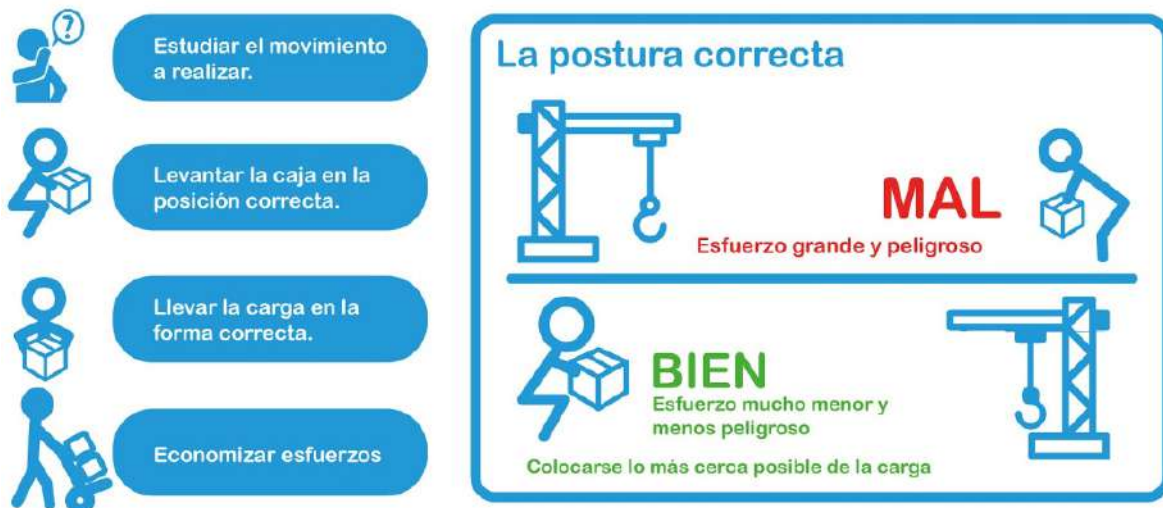 ?
Estudiar el movimiento
a realizar.
Levantar la caja en la
posición correcta.
Llevar la carga en la
forma correcta.
Economizar esfuerzos
La postura correcta
MAL
Esfuerzo grande y peligroso
BIEN
Esfuerzo mucho menor y
menos peligroso
Colocarse lo más cerca posible de la carga